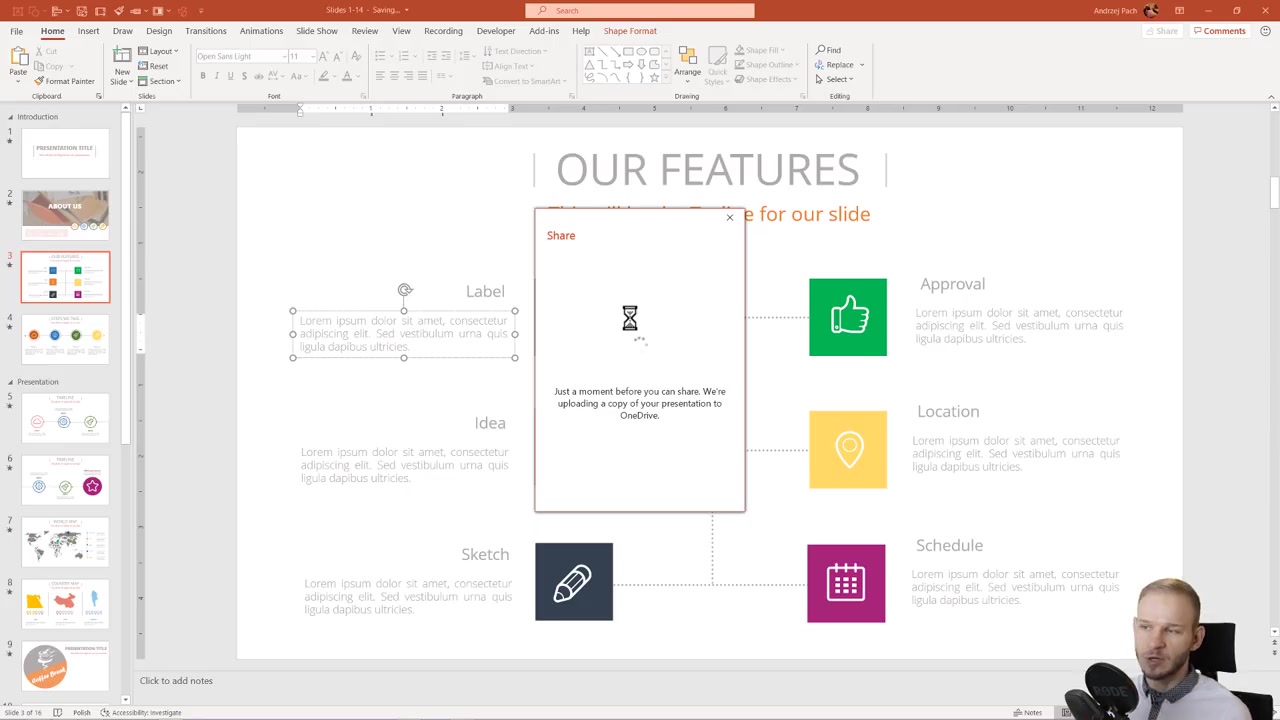 Slides 1-14 - Saving...
Search
Andrzej Pach
File
Home
Insert
Draw
Design
Transitions
Animations
Slide Show
Review
View
Recording
Developer
Add-ins
Help
Shape Format
Share
Comments
Paste
Cut
Copy
Format Painter
Clipboard
New
Slide
Layout
Reset
Section
Slides
Open Sans Light
11
Font
Text Direction
Align Text
Convert to SmartArt
Paragraph
Arrange
Quick
Styles
Shape Fill
Shape Outline
Shape Effects
Drawing
Find
Replace
Select
Editing
Introduction
1
PRESENTATION TITLE
2
ABOUT US
3
4
Presentation
5
6
7
8
9
PRESENTATION TITLE
OUR FEATURES
e for our slide
Share
Just a moment before you can share. We're
uploading a copy of your presentation to
OneDrive.
Label
Lorem ipsum dolor sit amet, consectetur
adipiscing elit. Sed vestibulum urna quis
ligula dapibus ultricies.
Idea
Lorem ipsum dolor sit amet, consectetur
adipiscing elit. Sed vestibulum urna quis
ligula dapibus ultricies.
Sketch
Lorem ipsum dolor sit amet, consectetur
adipiscing elit. Sed vestibulum urna quis
ligula dapibus ultricies.
Approval
Lorem ipsum dolor sit amet, consectetur
adipiscing elit. Sed vestibulum urna quis
ligula dapibus ultricies.
Location
Lorem ipsum dolor sit amet, consectetur
adipiscing elit. Sed vestibulum urna quis
ligula dapibus ultricies.
Schedule
Lorem ipsum dolor sit amet, consectetur
adipiscing elit. Sed vestibulum urna quis
ligula dapibus ultricies.
Click to add notes
Slide 3 of 16
Polish
Accessibility: Investigate
Notes
RODE